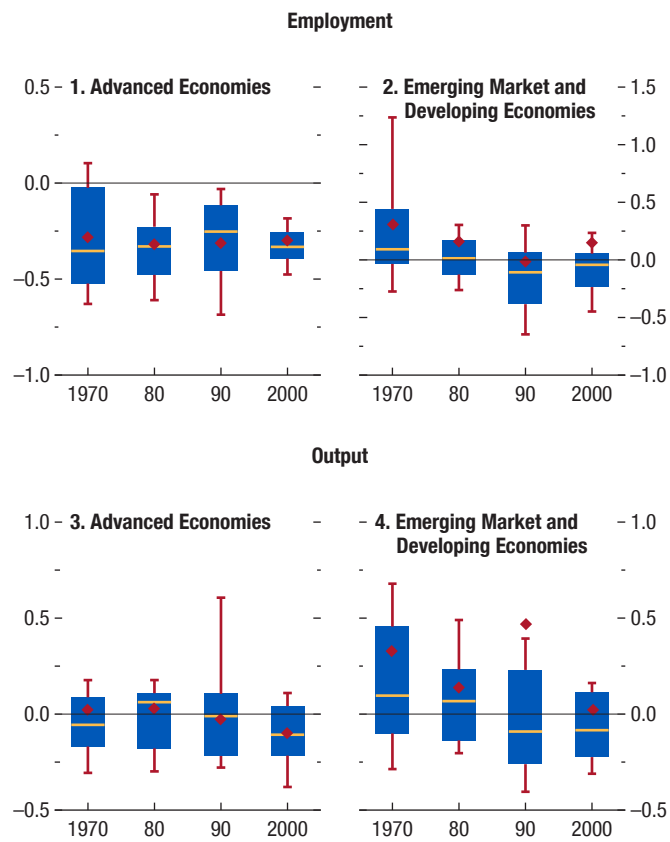 Employment
1. Advanced Economies
0.5
0.0
–0.5
–1.0
1970 80 90 2000
2. Emerging Market and
Developing Economies
1.5
1.0
0.5
0.0
–0.5
–1.0
1970 80 90 2000
Output
3. Advanced Economies
1.0
0.5
0.0
–0.5
1970 80 90 2000
4. Emerging Market and
Developing Economies
1.0
0.5
0.0
–0.5
1970 80 90 2000